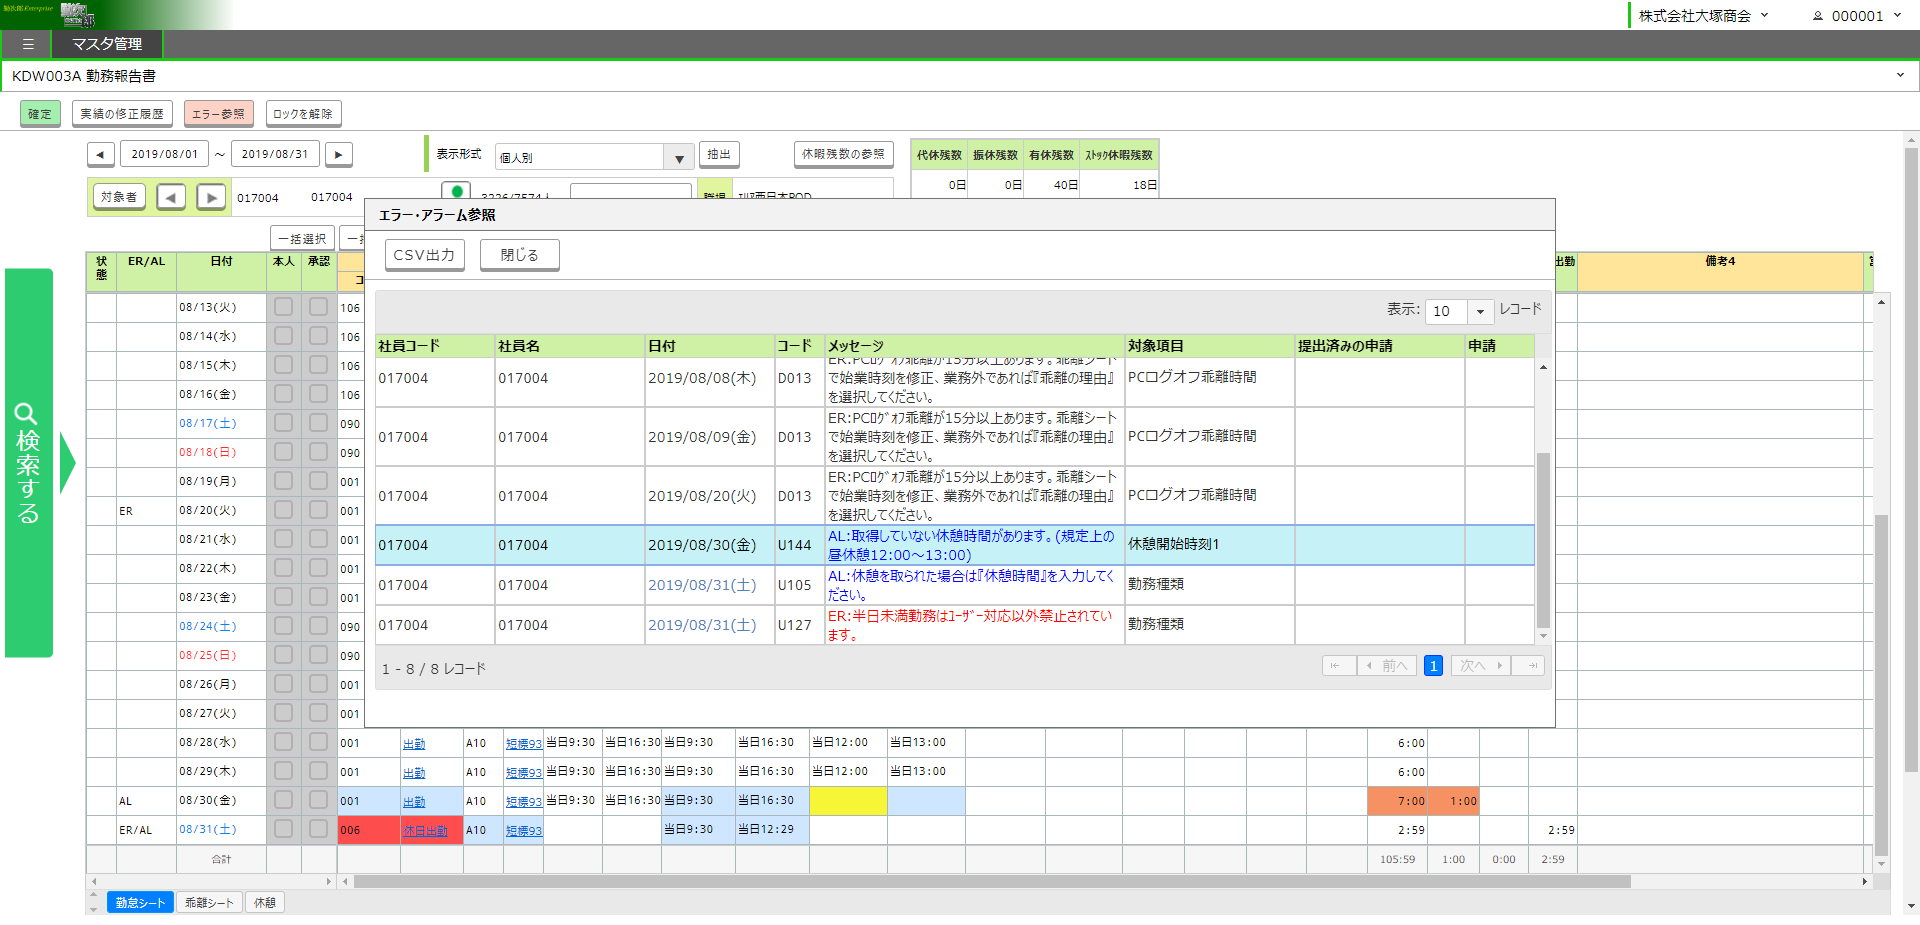 勤次郎Enterprise
株式会社大塚商会 000001
☰ マスタ管理
KDW003A 勤務報告書
確定 実績の修正履歴 エラー参照 ロックを解除
◀ 2019/08/01 ～ 2019/08/31 ▶ 表示形式 個人別 ▼ 抽出 休暇残数の参照
代休残数 振休残数 有休残数 ｽﾄｯｸ休暇残数
0日 0日 40日 18日
対象者 ◀ ▶ 017004 017004
一括選択
状態 ER/AL 日付 本人 承認 出勤 備考4
検索する
08/13(火) 106
08/14(水) 106
08/15(木) 106
08/16(金) 106
08/17(土) 090
08/18(日) 090
08/19(月) 001
ER 08/20(火) 001
08/21(水) 001
08/22(木) 001
08/23(金) 001
08/24(土) 090
08/25(日) 090
08/26(月) 001
08/27(火) 001
08/28(水) 001 出勤 A10 短標93 当日9:30 当日16:30 当日9:30 当日16:30 当日12:00 当日13:00 6:00
08/29(木) 001 出勤 A10 短標93 当日9:30 当日16:30 当日9:30 当日16:30 当日12:00 当日13:00 6:00
AL 08/30(金) 001 出勤 A10 短標93 当日9:30 当日16:30 当日9:30 当日16:30 7:00 1:00
ER/AL 08/31(土) 006 休日出勤 A10 短標93 当日9:30 当日12:29 2:59 2:59
合計 105:59 1:00 0:00 2:59
勤怠シート 乖離シート 休憩
エラー・アラーム参照
CSV出力 閉じる
表示: 10 レコード
社員コード 社員名 日付 コード メッセージ 対象項目 提出済みの申請 申請
017004 017004 2019/08/08(木) D013 ER:PCﾛｸﾞｵﾌ乖離が15分以上あります。乖離シート PCログオフ乖離時間
で始業時刻を修正、業務外であれば『乖離の理由』
を選択してください。
017004 017004 2019/08/09(金) D013 ER:PCﾛｸﾞｵﾌ乖離が15分以上あります。乖離シート PCログオフ乖離時間
で始業時刻を修正、業務外であれば『乖離の理由』
を選択してください。
017004 017004 2019/08/20(火) D013 ER:PCﾛｸﾞｵﾌ乖離が15分以上あります。乖離シート PCログオフ乖離時間
で始業時刻を修正、業務外であれば『乖離の理由』
を選択してください。
017004 017004 2019/08/30(金) U144 AL:取得していない休憩時間があります。(規定上の 休憩開始時刻1
昼休憩12:00～13:00)
017004 017004 2019/08/31(土) U105 AL:休憩を取られた場合は『休憩時間』を入力してく 勤務種類
ださい。
017004 017004 2019/08/31(土) U127 ER:半日未満勤務はﾕｰｻﾞｰ対応以外禁止されていま 勤務種類
す。
1 - 8 / 8 レコード 前へ 1 次へ